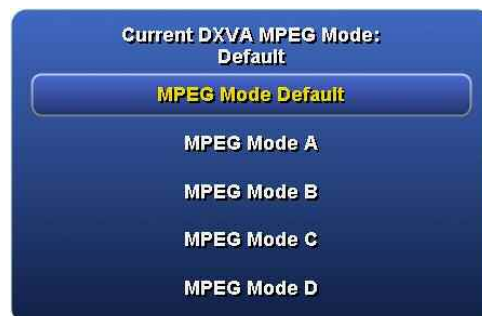 Current DXVA MPEG Mode:
Default
MPEG Mode Default
MPEG Mode A
MPEG Mode B
MPEG Mode C
MPEG Mode D